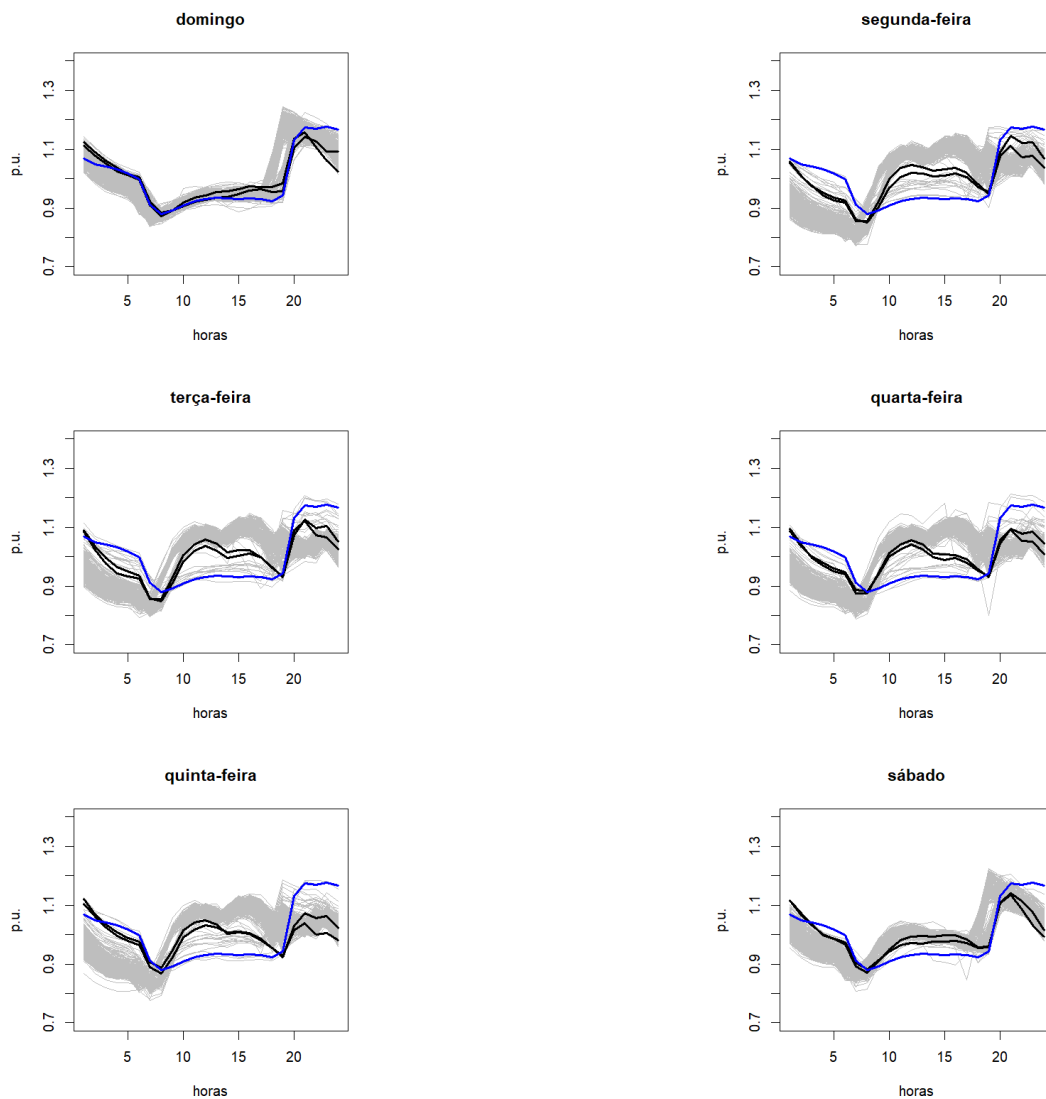 domingo
p.u.
1.3
1.1
0.9
0.7
5 10 15 20
horas
segunda-feira
p.u.
1.3
1.1
0.9
0.7
5 10 15 20
horas
terça-feira
p.u.
1.3
1.1
0.9
0.7
5 10 15 20
horas
quarta-feira
p.u.
1.3
1.1
0.9
0.7
5 10 15 20
horas
quinta-feira
p.u.
1.3
1.1
0.9
0.7
5 10 15 20
horas
sábado
p.u.
1.3
1.1
0.9
0.7
5 10 15 20
horas